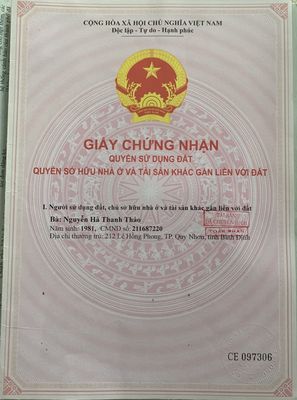 CỘNG HÒA XÃ HỘI CHỦ NGHĨA VIỆT NAM
Độc lập - Tự do - Hạnh phúc
GIẤY CHỨNG NHẬN
QUYỀN SỬ DỤNG ĐẤT
QUYỀN SỞ HỮU NHÀ Ở VÀ TÀI SẢN KHÁC GẮN LIỀN VỚI ĐẤT
I. Người sử dụng đất, chủ sở hữu nhà ở và tài sản khác gắn liền với đất
Bà: Nguyễn Hà Thanh Thảo
Năm sinh: 1981, CMND số: 211687220
Địa chỉ thường trú: 212 Lê Hồng Phong, TP. Quy Nhơn, tỉnh Bình Định
CE 097306